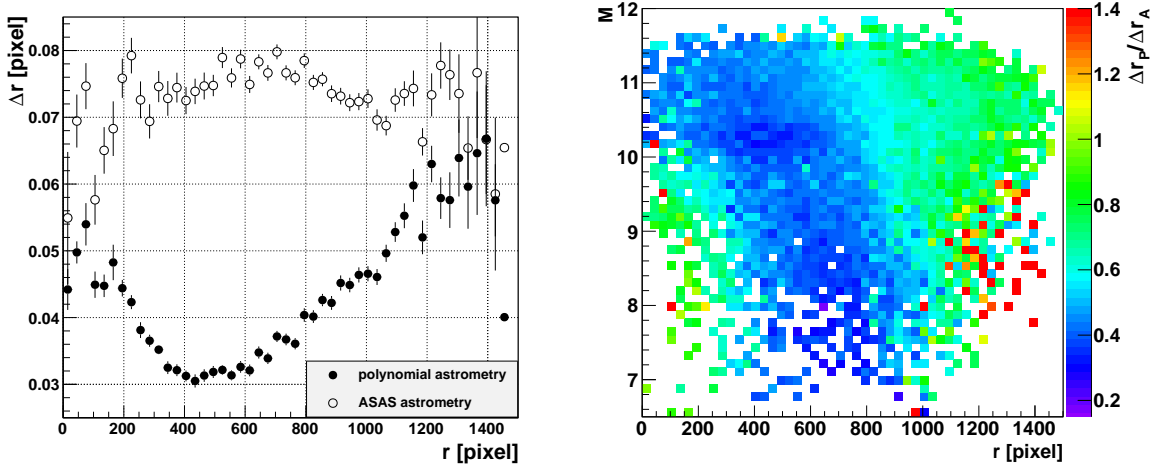 Δr [pixel]
0.08
0.07
0.06
0.05
0.04
0.03
polynomial astrometry
ASAS astrometry
0 200 400 600 800 1000 1200 1400
r [pixel]
M
12
11
10
9
8
7
0 200 400 600 800 1000 1200 1400
r [pixel]
1.4
1.2
1
0.8
0.6
0.4
0.2
Δr_P/Δr_A